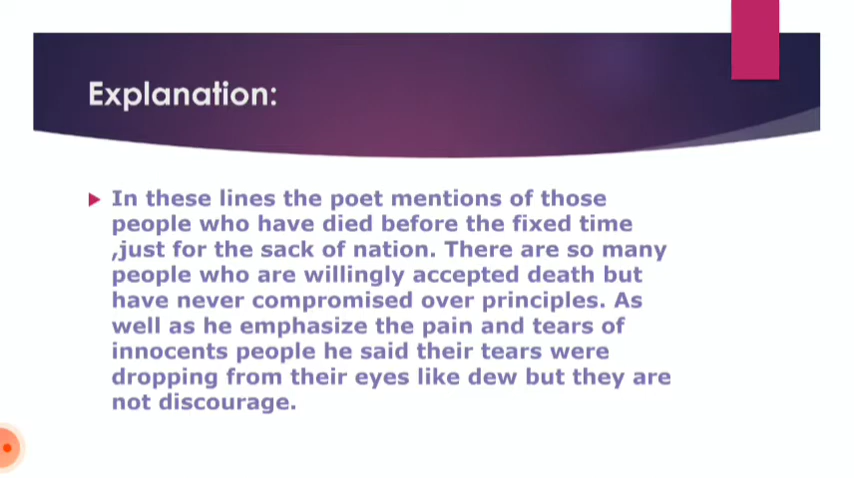 Explanation:
In these lines the poet mentions of those
people who have died before the fixed time
,just for the sack of nation. There are so many
people who are willingly accepted death but
have never compromised over principles. As
well as he emphasize the pain and tears of
innocents people he said their tears were
dropping from their eyes like dew but they are
not discourage.